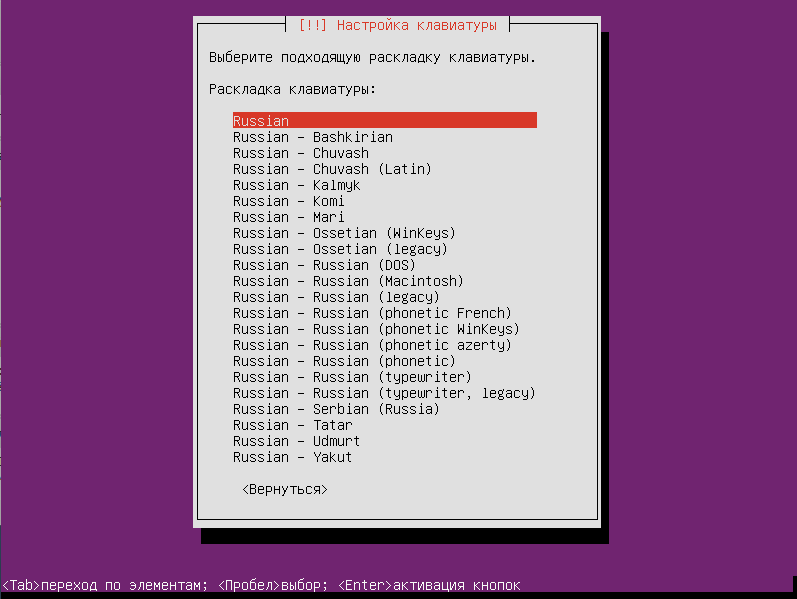 [!!] Настройка клавиатуры
Выберите подходящую раскладку клавиатуры.
Раскладка клавиатуры:
Russian
Russian - Bashkirian
Russian - Chuvash
Russian - Chuvash (Latin)
Russian - Kalmyk
Russian - Komi
Russian - Mari
Russian - Ossetian (WinKeys)
Russian - Ossetian (legacy)
Russian - Russian (DOS)
Russian - Russian (Macintosh)
Russian - Russian (legacy)
Russian - Russian (phonetic French)
Russian - Russian (phonetic WinKeys)
Russian - Russian (phonetic azerty)
Russian - Russian (phonetic)
Russian - Russian (typewriter)
Russian - Russian (typewriter, legacy)
Russian - Serbian (Russia)
Russian - Tatar
Russian - Udmurt
Russian - Yakut
<Вернуться>
<Tab>переход по элементам; <Пробел>выбор; <Enter>активация кнопок